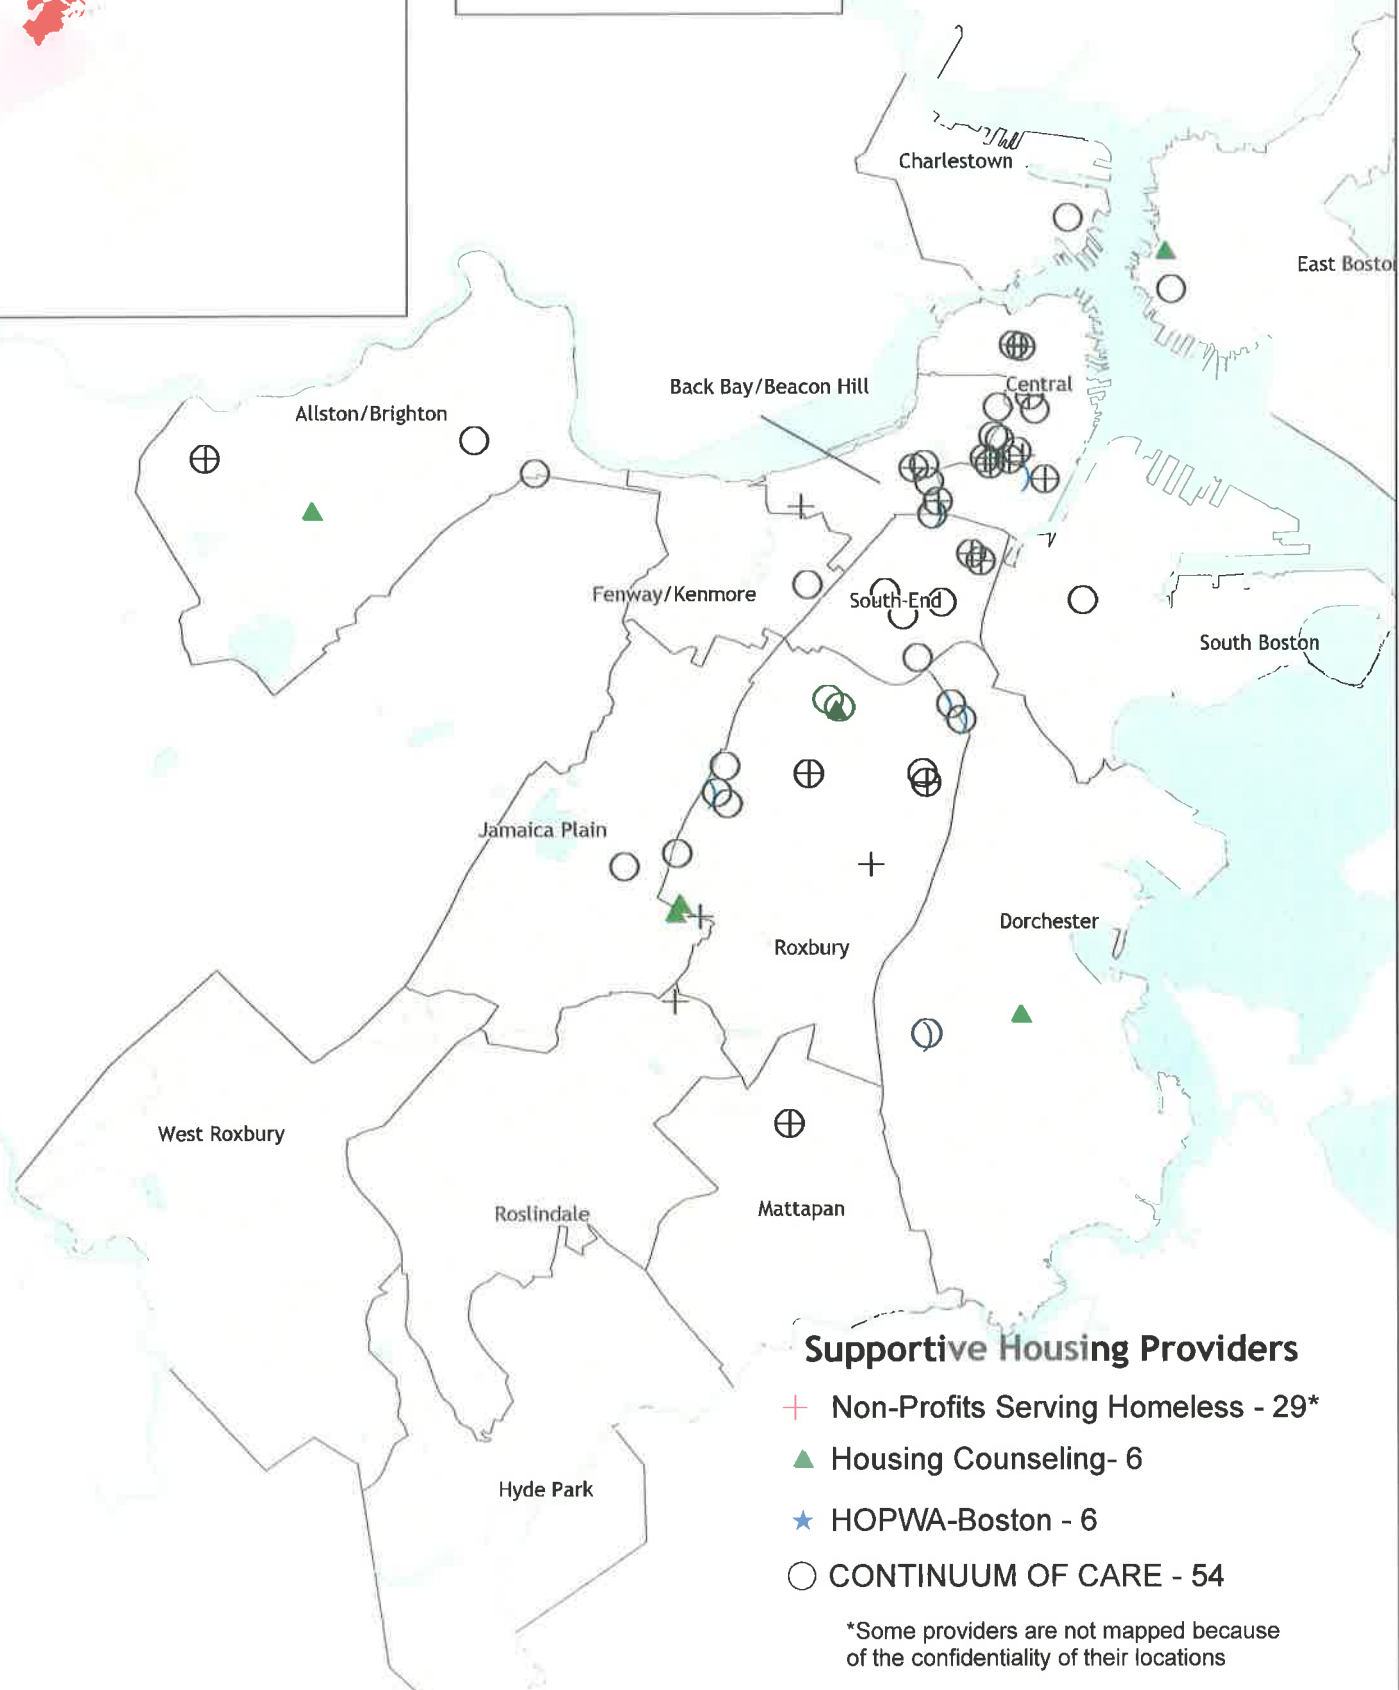 Charlestown
East Bosto
Back Bay/Beacon Hill
Central
Allston/Brighton
Fenway/Kenmore
South-End
South Boston
Jamaica Plain
Dorchester
Roxbury
West Roxbury
Mattapan
Roslindale
Hyde Park
Supportive Housing Providers
Non-Profits Serving Homeless - 29*
Housing Counseling- 6
HOPWA-Boston - 6
CONTINUUM OF CARE - 54
*Some providers are not mapped because
of the confidentiality of their locations